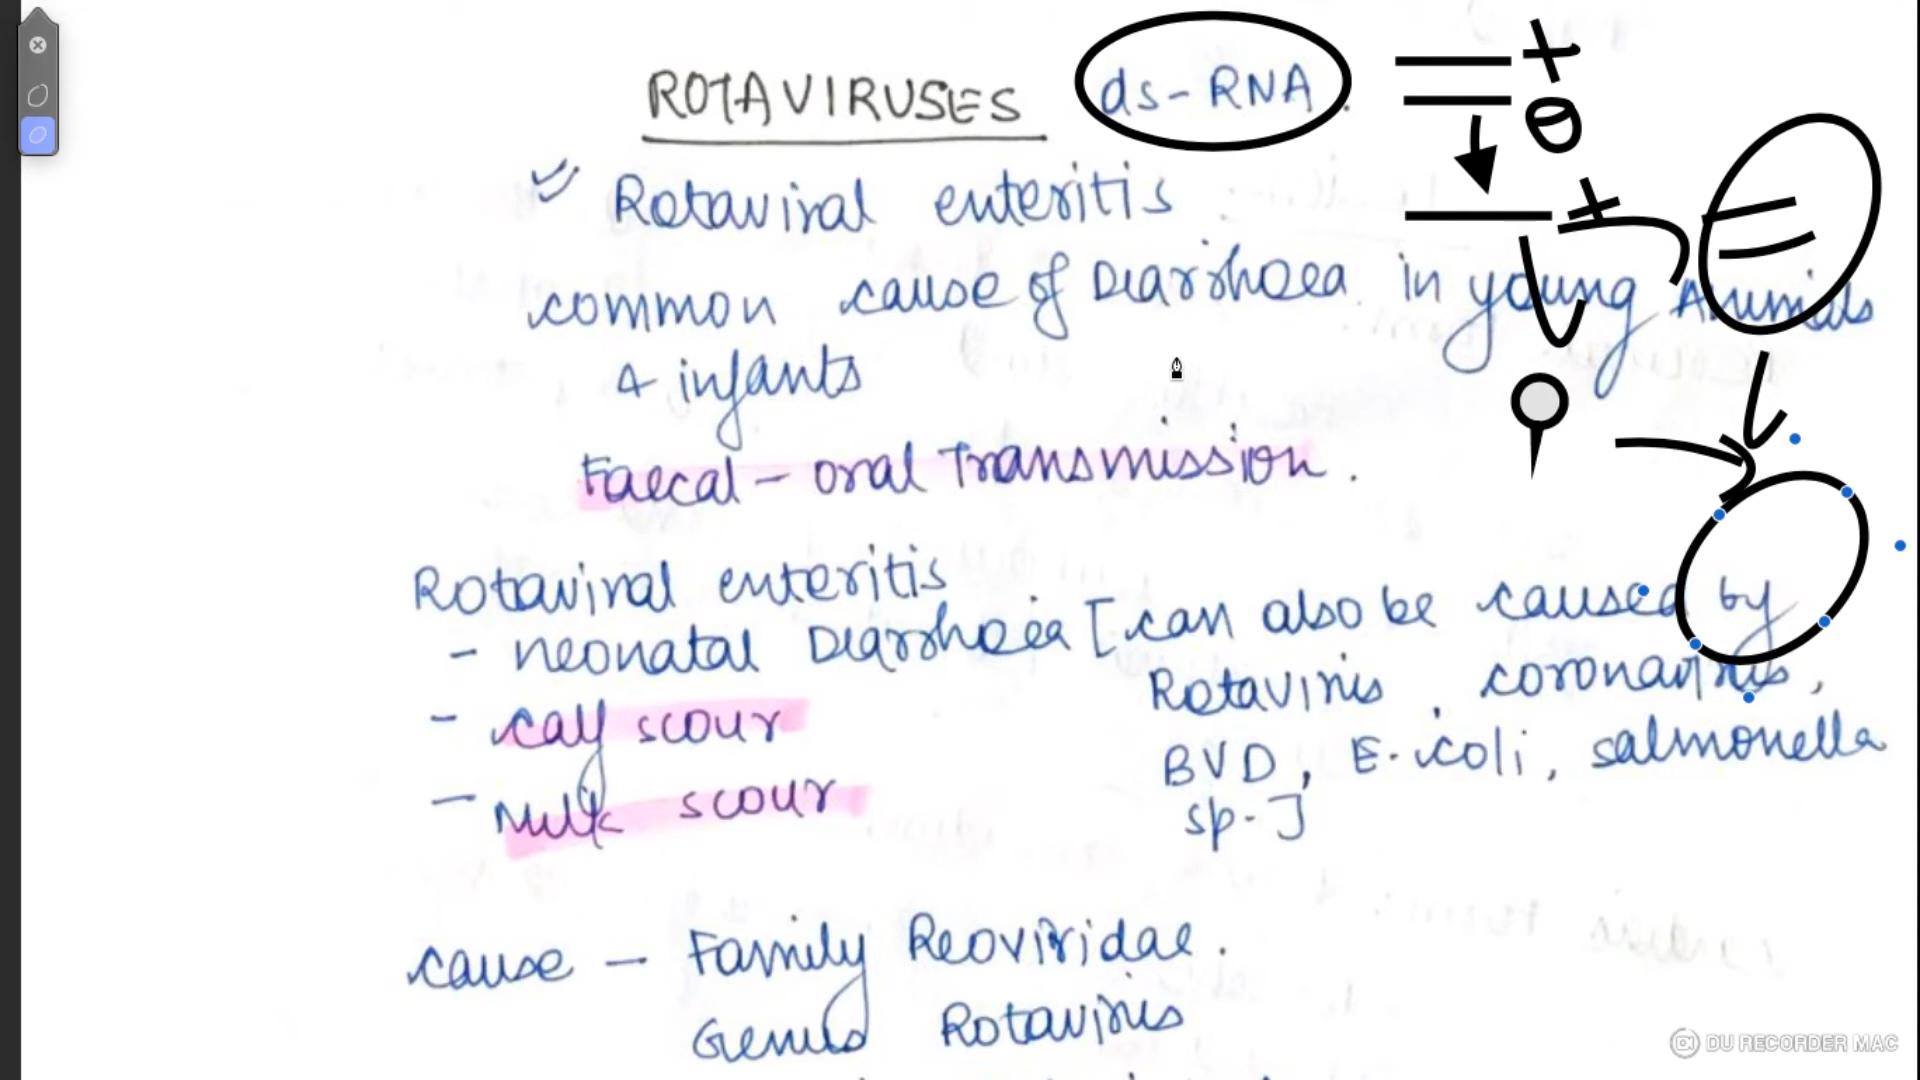 ROTAVIRUSES ds-RNA.
Rotaviral enteritis
common cause of Diarrhoea in young Animals
& infants
Faecal - oral Transmission.
Rotaviral enteritis
- neonatal Diarrhoea [can also be caused by
- calf scour Rotavirus, coronavirus,
- Milk scour BVD, E.coli, salmonella
sp.]
cause - Family Reoviridae.
Genus Rotavirus
DU RECORDER MAC